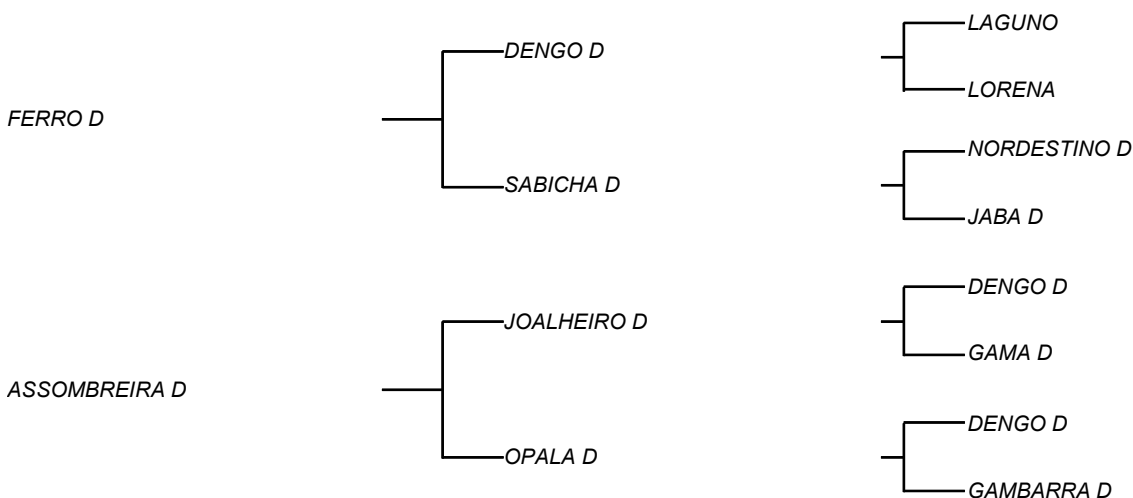 LAGUNO
DENGO D
LORENA
FERRO D
NORDESTINO D
SABICHA D
JABA D
DENGO D
JOALHEIRO D
GAMA D
ASSOMBREIRA D
DENGO D
OPALA D
GAMBARRA D